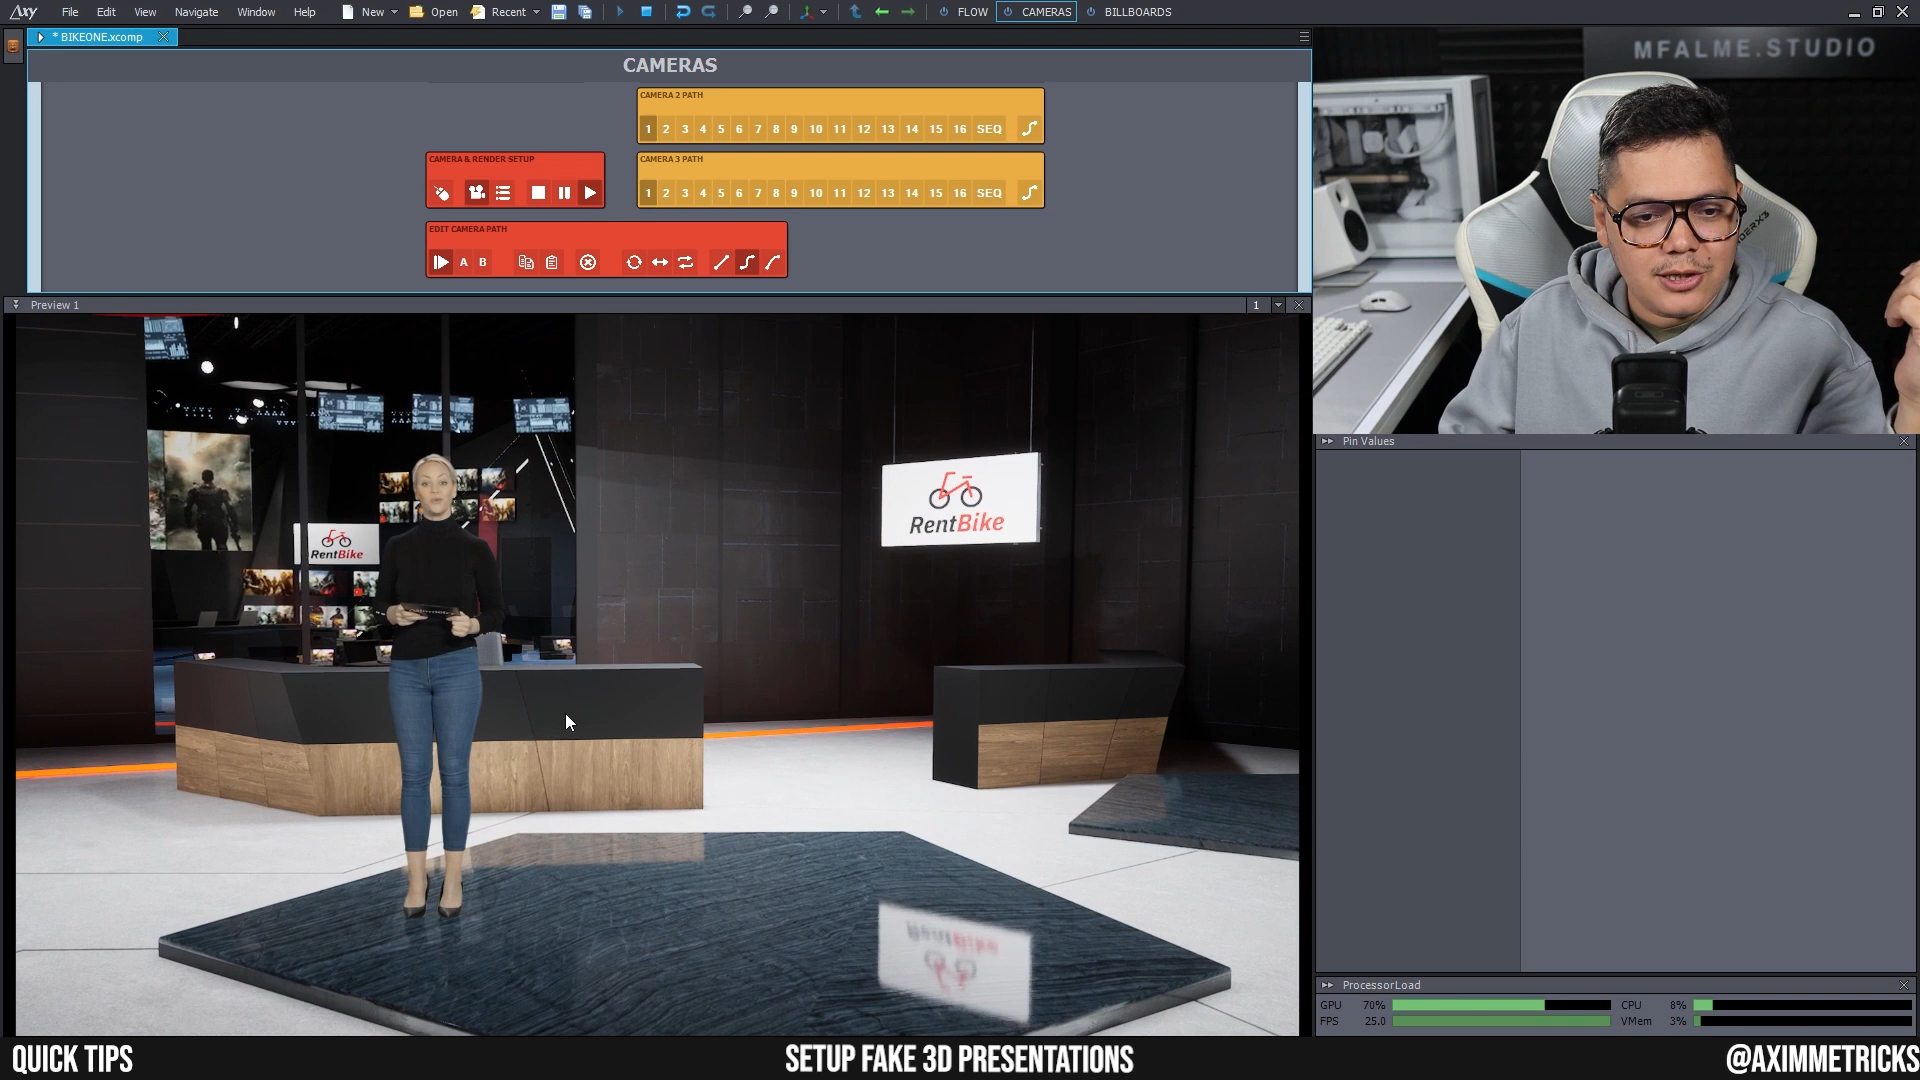 Axy File Edit View Navigate Window Help New Open Recent FLOW CAMERAS BILLBOARDS
* BIKEONE.xcomp
CAMERAS
MFALME.STUDIO
CAMERA 2 PATH
1 2 3 4 5 6 7 8 9 10 11 12 13 14 15 16 SEQ
CAMERA & RENDER SETUP
CAMERA 3 PATH
1 2 3 4 5 6 7 8 9 10 11 12 13 14 15 16 SEQ
EDIT CAMERA PATH
A B
Preview 1
1
Pin Values
RentBike
RentBike
RentBike
ProcessorLoad
GPU 70% CPU 8%
FPS 25.0 VMem 3%
QUICK TIPS
SETUP FAKE 3D PRESENTATIONS
@AXIMMETRICKS